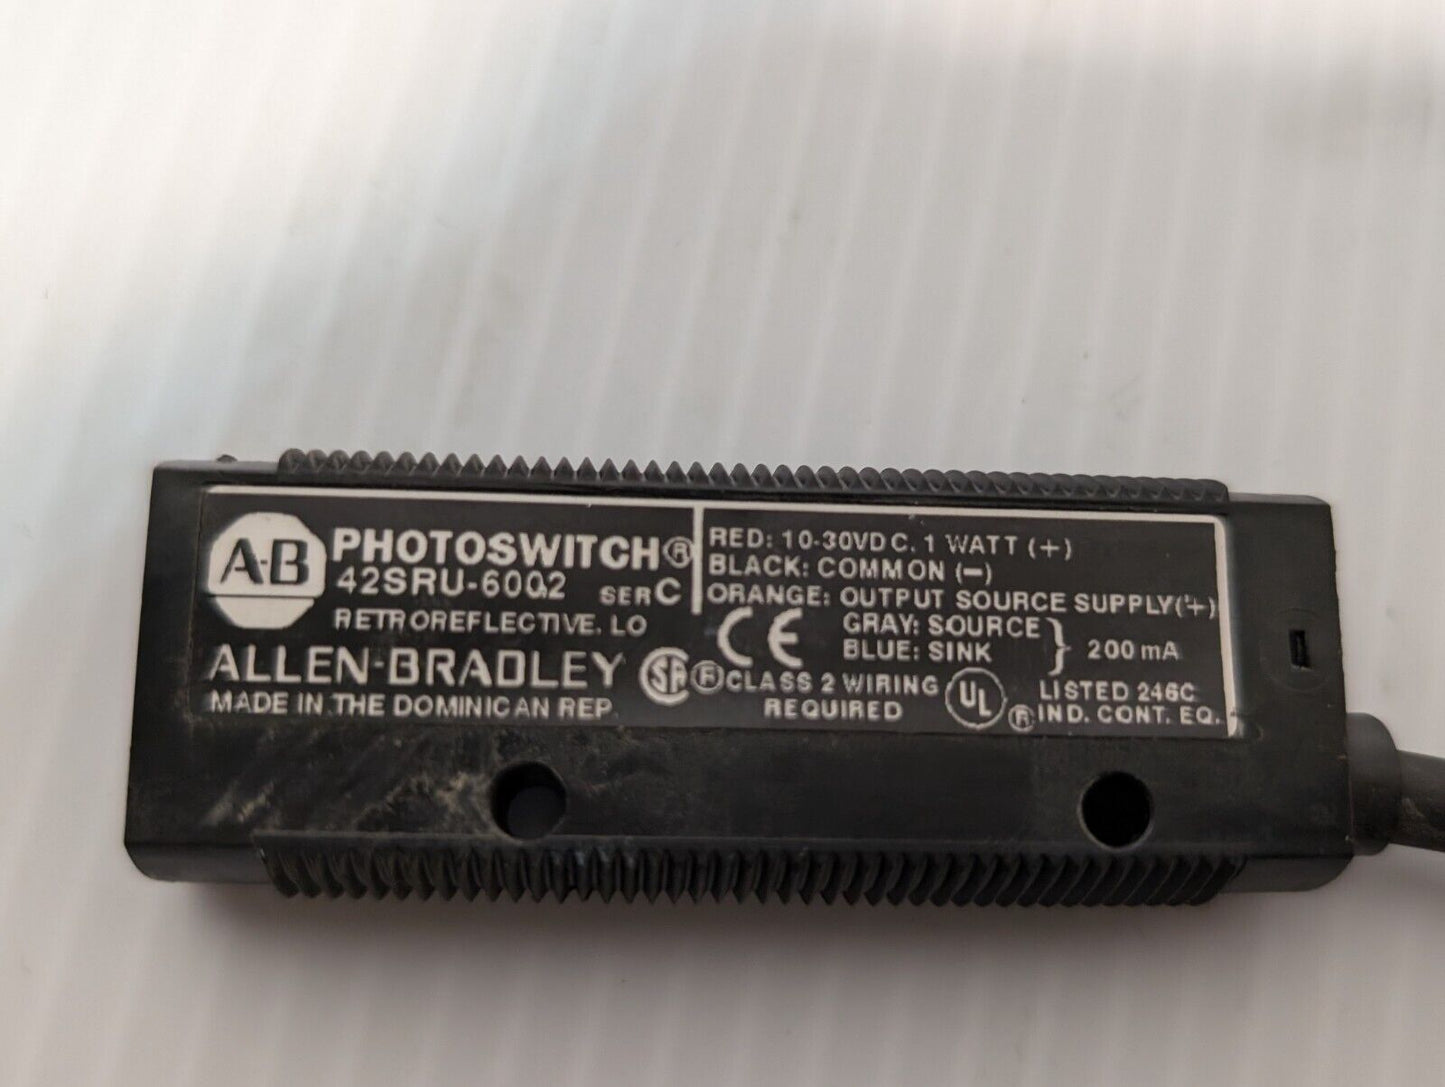 A-B
PHOTOSWITCH®
42SRU-6002 SER C
RETROREFLECTIVE. LO
ALLEN-BRADLEY
MADE IN THE DOMINICAN REP.
RED: 10-30VDC. 1 WATT (+)
BLACK: COMMON (−)
ORANGE: OUTPUT SOURCE SUPPLY(+)
CE GRAY: SOURCE
BLUE: SINK } 200 mA
SA ® CLASS 2 WIRING
REQUIRED
UL ® LISTED 246C
IND. CONT. EQ.